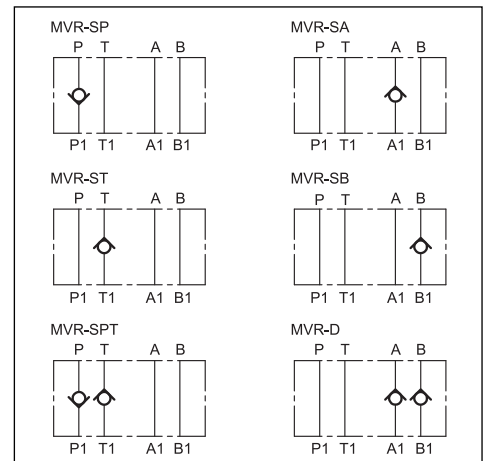 MVR-SP
P T A B
P1 T1 A1 B1
MVR-SA
P T A B
P1 T1 A1 B1
MVR-ST
P T A B
P1 T1 A1 B1
MVR-SB
P T A B
P1 T1 A1 B1
MVR-SPT
P T A B
P1 T1 A1 B1
MVR-D
P T A B
P1 T1 A1 B1